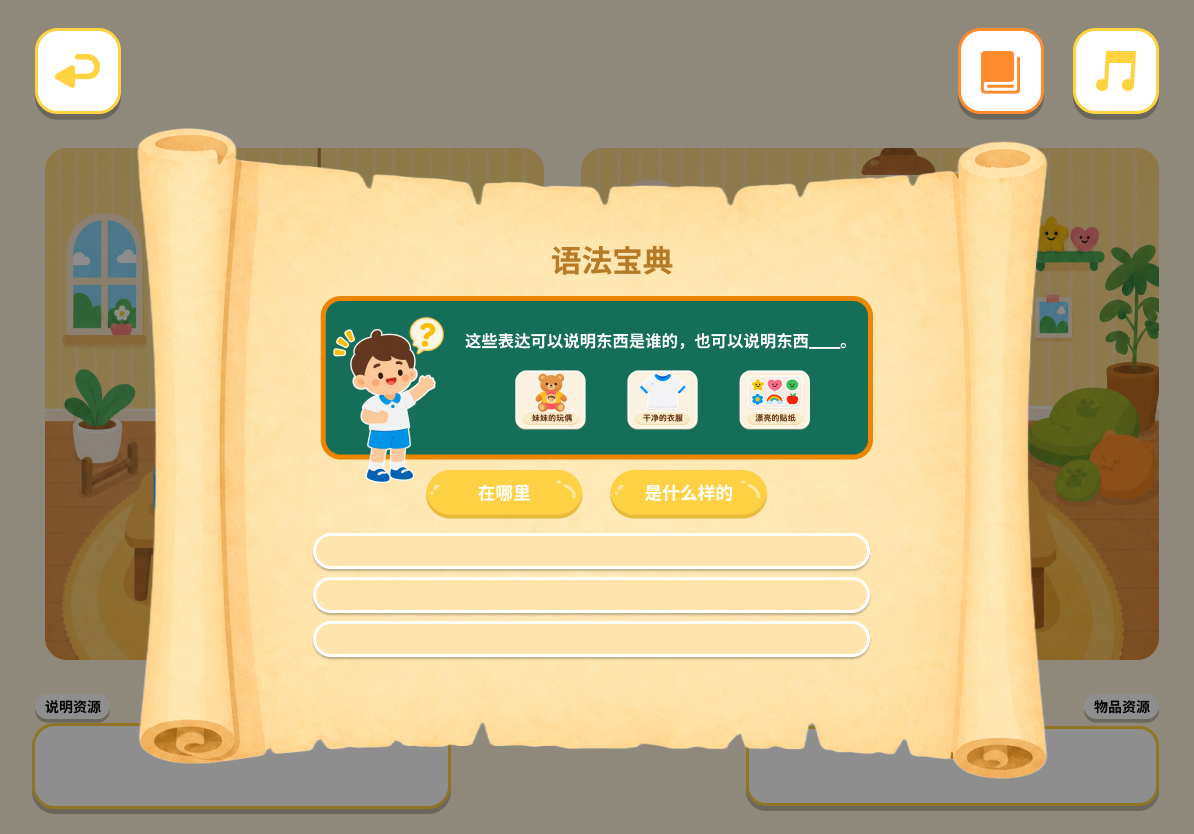 语法宝典
这些表达可以说明东西是谁的，也可以说明东西____。
妹妹的玩偶
干净的衣服
漂亮的贴纸
在哪里
是什么样的
说明资源
物品资源